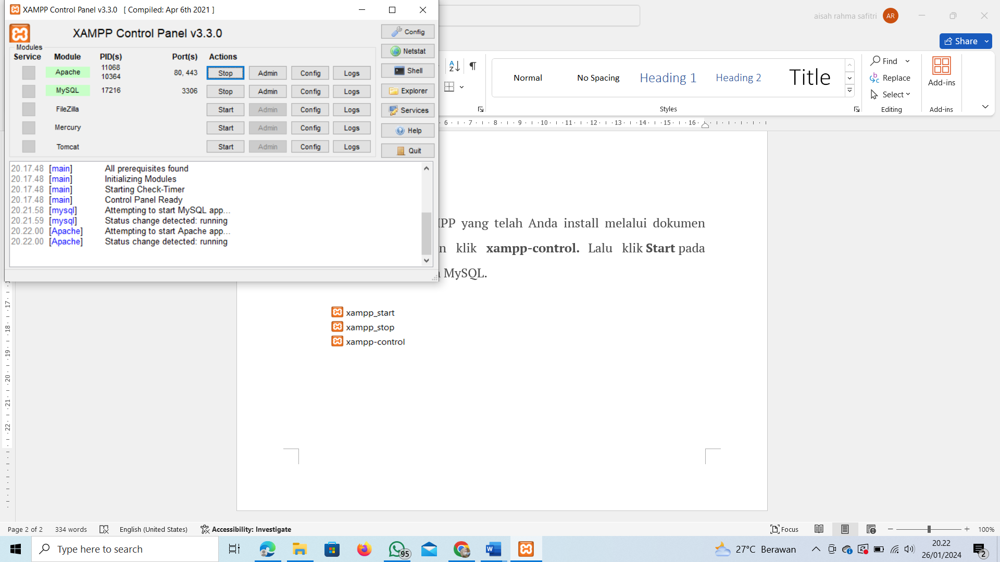 XAMPP Control Panel v3.3.0 [ Compiled: Apr 6th 2021 ]
XAMPP Control Panel v3.3.0
Config
Modules
Service Module PID(s) Port(s) Actions
Netstat
Apache 11068 10364 80, 443 Stop Admin Config Logs
Shell
MySQL 17216 3306 Stop Admin Config Logs
Explorer
FileZilla Start Admin Config Logs
Services
Mercury Start Admin Config Logs
Help
Tomcat Start Admin Config Logs
Quit
20.17.48 [main] All prerequisites found
20.17.48 [main] Initializing Modules
20.17.48 [main] Starting Check-Timer
20.17.48 [main] Control Panel Ready
20.21.58 [mysql] Attempting to start MySQL app...
20.21.59 [mysql] Status change detected: running
20.22.00 [Apache] Attempting to start Apache app...
20.22.00 [Apache] Status change detected: running
aisah rahma safitri AR
Share
Normal No Spacing Heading 1 Heading 2 Title
Find
Replace
Select
Add-ins
Styles Editing Add-ins
6 7 8 9 10 11 12 13 14 15 16
yang telah Anda install melalui dokumen
klik xampp-control. Lalu klik Start pada
MySQL.
xampp_start
xampp_stop
xampp-control
17
18
19
20
21
22
Page 2 of 2 334 words English (United States) Accessibility: Investigate Focus 100%
Type here to search 95 27°C Berawan 20.22
26/01/2024 2